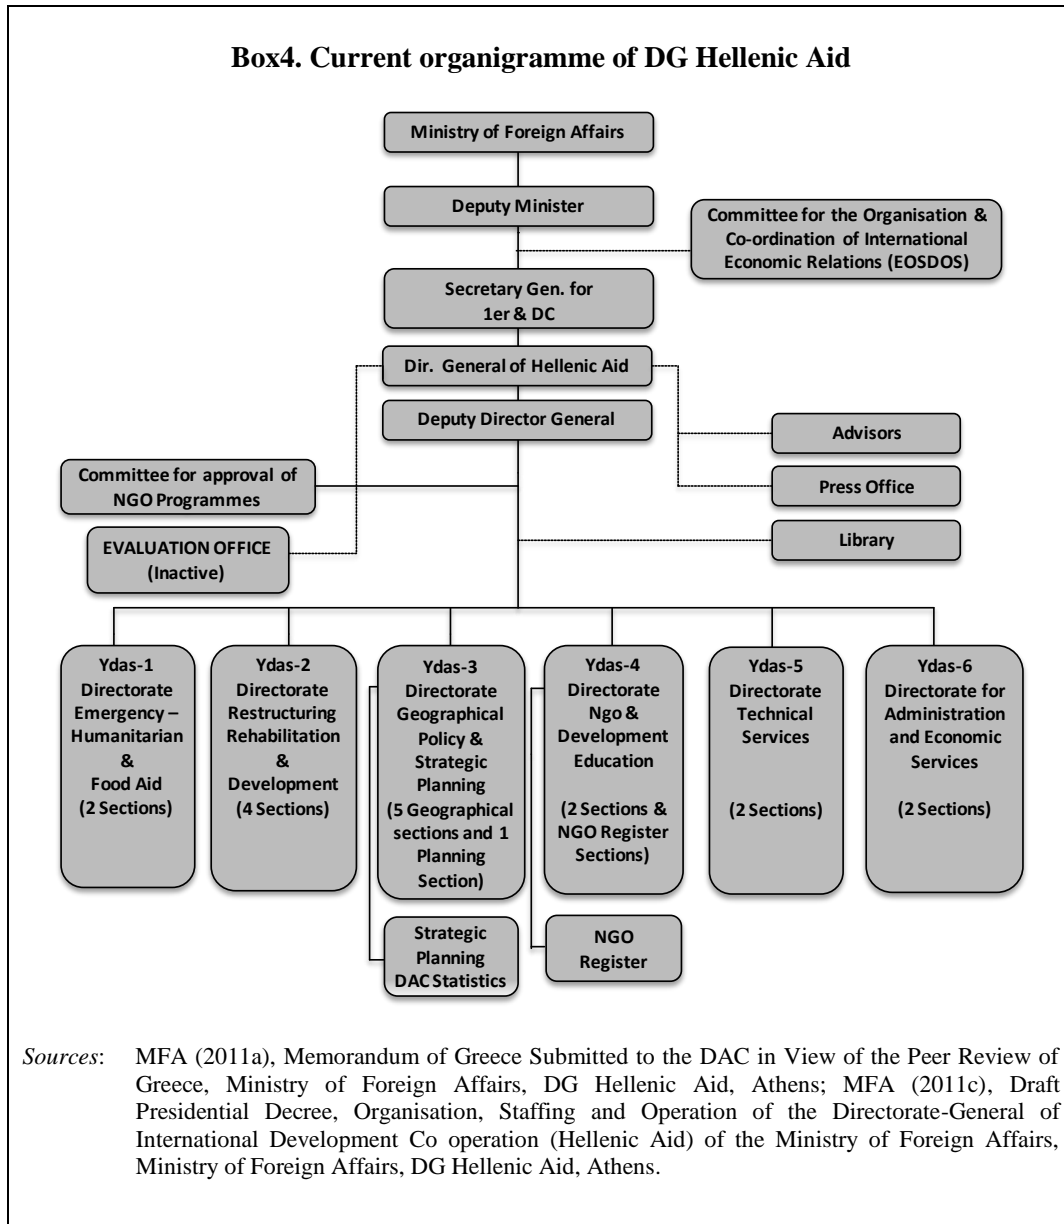 Box4. Current organigramme of DG Hellenic Aid
Ministry of Foreign Affairs
Deputy Minister
Committee for the Organisation &
Co-ordination of International
Economic Relations (EOSDOS)
Secretary Gen. for
1er & DC
Dir. General of Hellenic Aid
Deputy Director General
Advisors
Committee for approval of
NGO Programmes
Press Office
EVALUATION OFFICE
(Inactive)
Library
Ydas-1
Directorate
Emergency –
Humanitarian
&
Food Aid
(2 Sections)
Ydas-2
Directorate
Restructuring
Rehabilitation
&
Development
(4 Sections)
Ydas-3
Directorate
Geographical
Policy &
Strategic
Planning
(5 Geographical
sections and 1
Planning
Section)
Ydas-4
Directorate
Ngo &
Development
Education
(2 Sections &
NGO Register
Sections)
Ydas-5
Directorate
Technical
Services
(2 Sections)
Ydas-6
Directorate for
Administration
and Economic
Services
(2 Sections)
Strategic
Planning
DAC Statistics
NGO
Register
Sources: MFA (2011a), Memorandum of Greece Submitted to the DAC in View of the Peer Review of
Greece, Ministry of Foreign Affairs, DG Hellenic Aid, Athens; MFA (2011c), Draft
Presidential Decree, Organisation, Staffing and Operation of the Directorate-General of
International Development Co operation (Hellenic Aid) of the Ministry of Foreign Affairs,
Ministry of Foreign Affairs, DG Hellenic Aid, Athens.